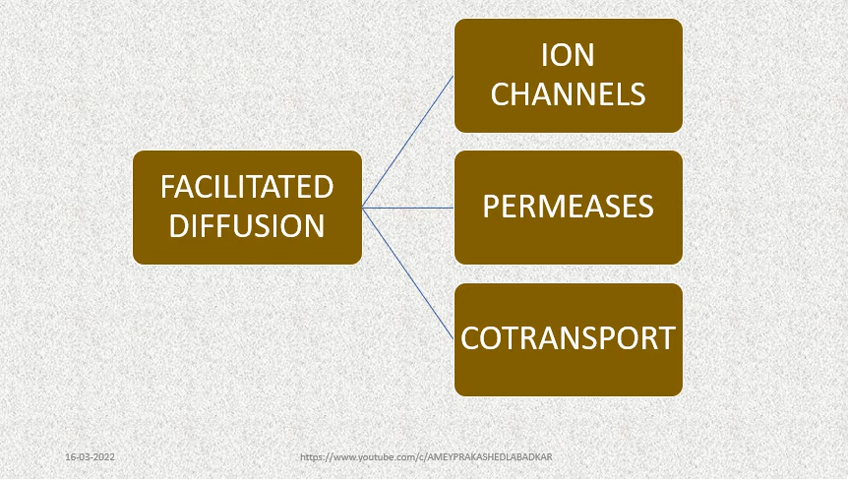 ION
CHANNELS
FACILITATED
DIFFUSION
PERMEASES
COTRANSPORT
16-03-2022
https://www.youtube.com/c/AMEYPRAKASHEDLABADKAR